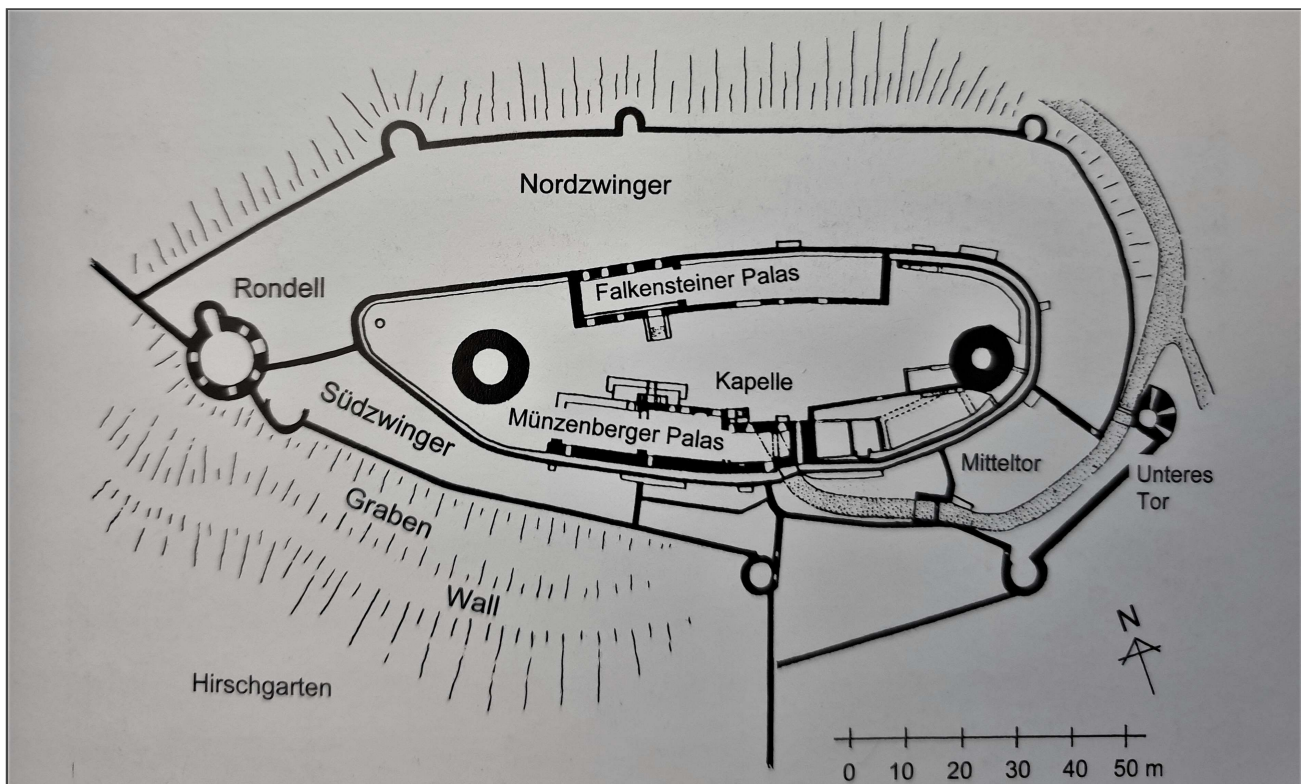 Nordzwinger
Rondell
Falkensteiner Palas
Kapelle
Südzwinger
Münzenberger Palas
Mitteltor
Unteres
Tor
Graben
Wall
Hirschgarten
N
0 10 20 30 40 50 m